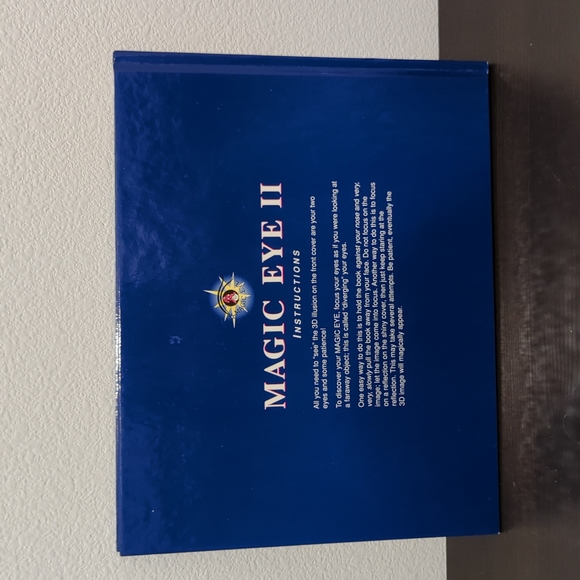 MAGIC EYE II
INSTRUCTIONS
All you need to "see" the 3D illusion on the front cover are your two
eyes and some patience!
To discover your MAGIC EYE, focus your eyes as if you were looking at
a faraway object; this is called "diverging" your eyes.
One easy way to do this is to hold the book against your nose and very,
very, slowly pull the book away from your face. Do not focus on the
image; let the image come into focus. Another way to do this is to focus
on a reflection on the shiny cover, then just keep staring at the
reflection. This may take several attempts. Be patient, eventually the
3D image will magically appear.